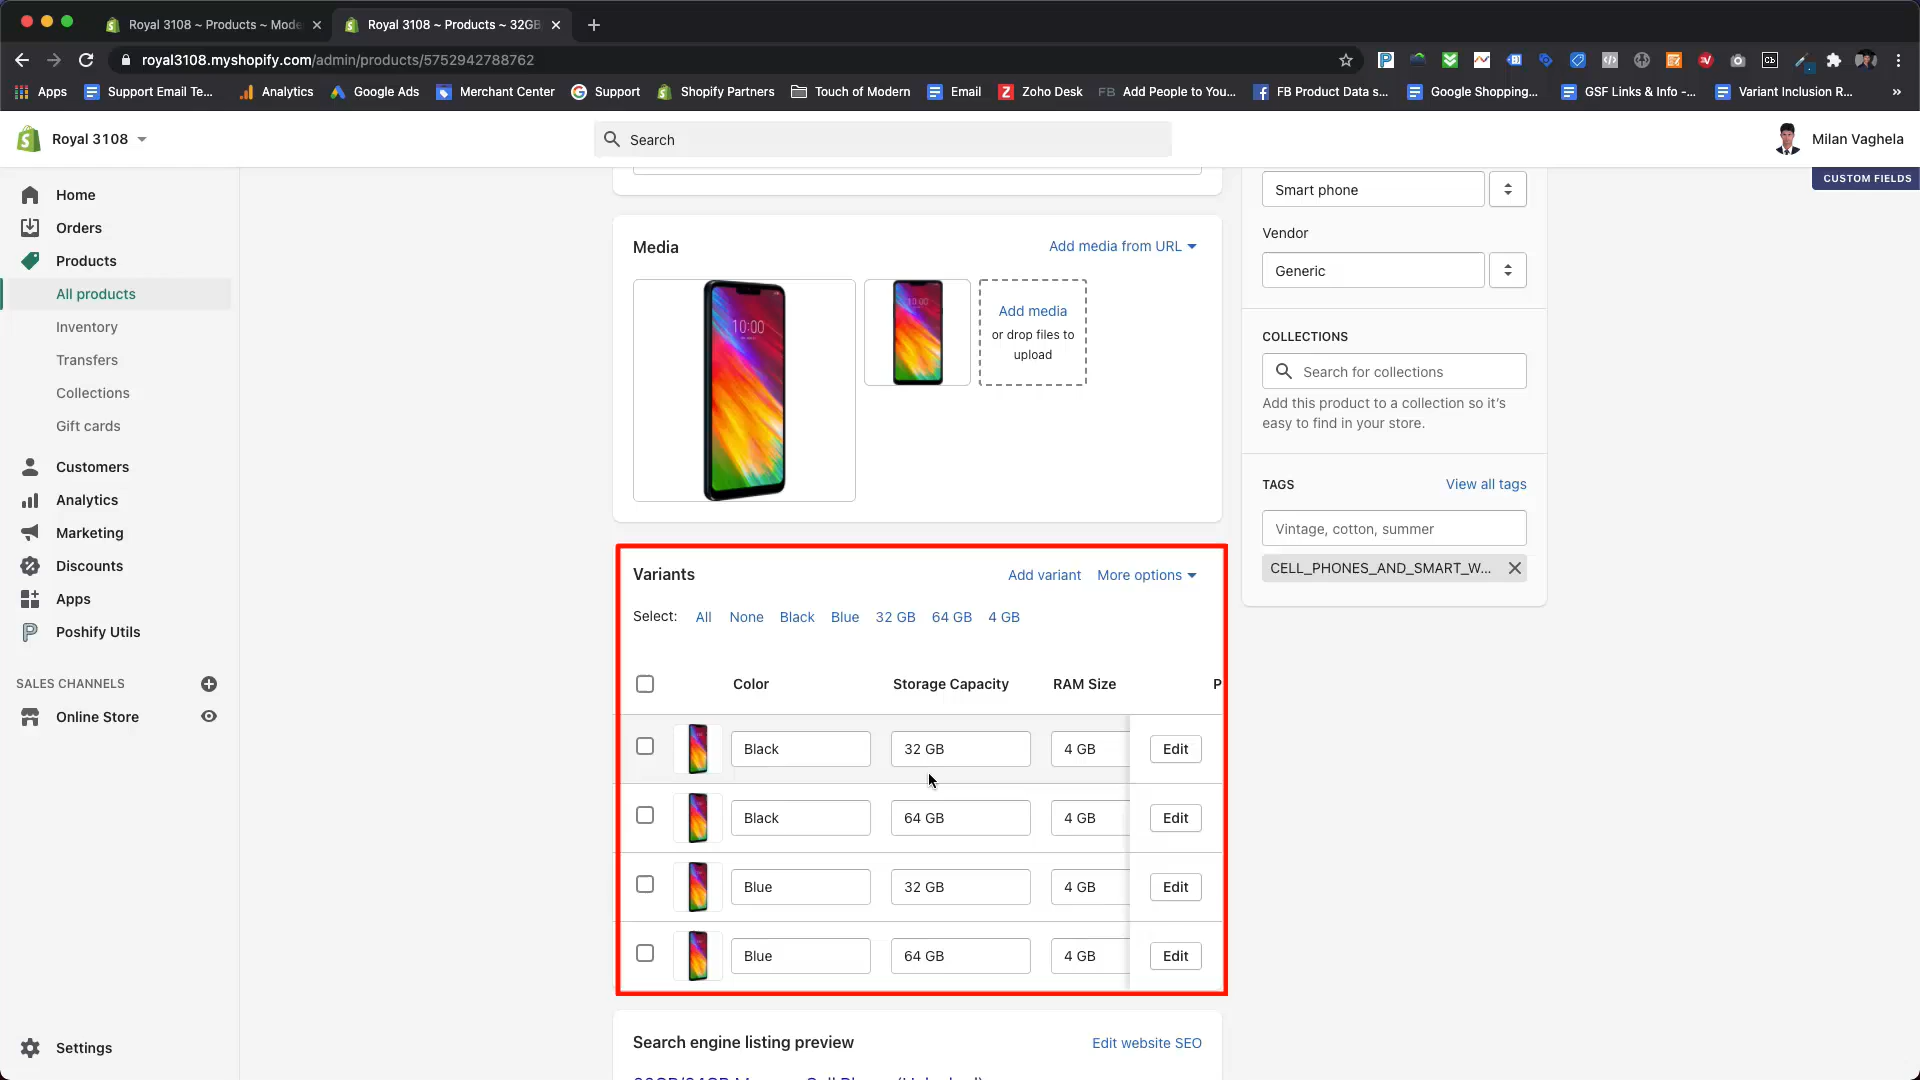 Royal 3108 ~ Products ~ Mode
Royal 3108 ~ Products ~ 32GB
royal3108.myshopify.com/admin/products/5752942788762
Apps
Support Email Te...
Analytics
Google Ads
Merchant Center
Support
Shopify Partners
Touch of Modern
Email
Zoho Desk
FB Add People to You...
FB Product Data s...
Google Shopping...
GSF Links & Info -...
Variant Inclusion R...
»
Royal 3108
Search
Milan Vaghela
CUSTOM FIELDS
Home
Orders
Products
All products
Inventory
Transfers
Collections
Gift cards
Customers
Analytics
Marketing
Discounts
Apps
Poshify Utils
SALES CHANNELS
Online Store
Settings
Media
Add media from URL
10:00
10:00
Add media
or drop files to
upload
Variants
Add variant
More options
Select: All None Black Blue 32 GB 64 GB 4 GB
Color Storage Capacity RAM Size P
Black 32 GB 4 GB Edit
Black 64 GB 4 GB Edit
Blue 32 GB 4 GB Edit
Blue 64 GB 4 GB Edit
Search engine listing preview
Edit website SEO
Smart phone
Vendor
Generic
COLLECTIONS
Search for collections
Add this product to a collection so it's
easy to find in your store.
TAGS
View all tags
Vintage, cotton, summer
CELL_PHONES_AND_SMART_W...